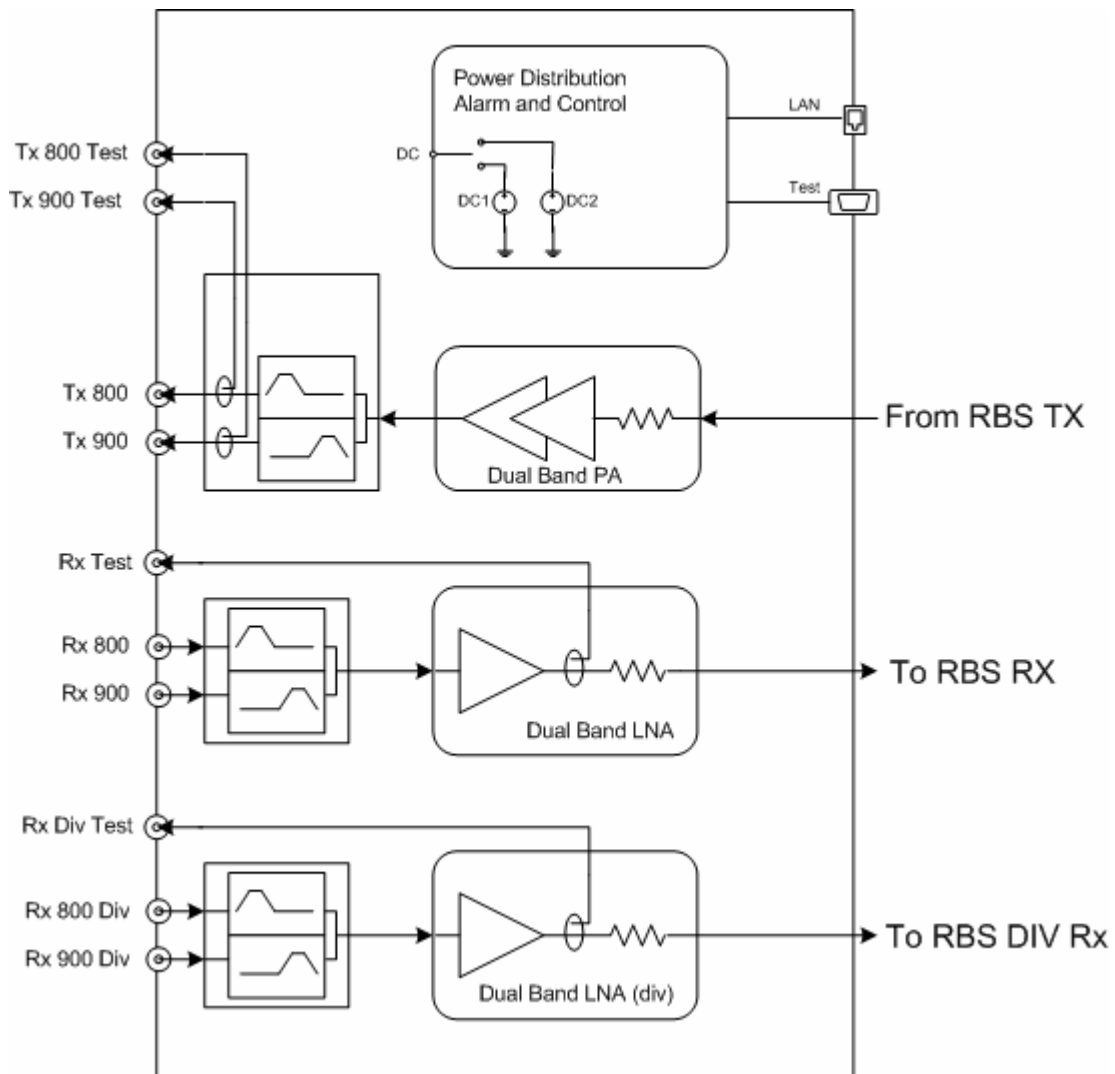 Power Distribution
Alarm and Control
LAN
Tx 800 Test
DC
Tx 900 Test
DC1
DC2
Test
Tx 800
From RBS TX
Tx 900
Dual Band PA
Rx Test
Rx 800
To RBS RX
Rx 900
Dual Band LNA
Rx Div Test
Rx 800 Div
To RBS DIV Rx
Rx 900 Div
Dual Band LNA (div)